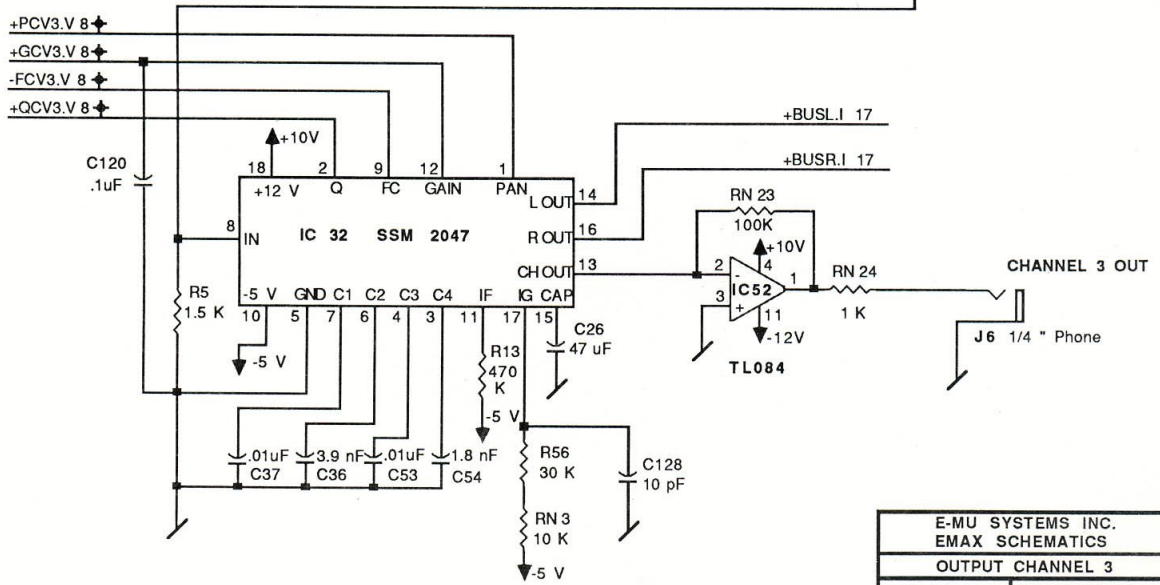 +PCV3.V 8
+GCV3.V 8
-FCV3.V 8
+QCV3.V 8
+BUSL.I 17
+BUSR.I 17
C120
.1uF
+10V
18
2
9
12
1
+12 V
Q
FC
GAIN
PAN
L OUT
14
8
IN
IC 32 SSM 2047
R OUT
16
CH OUT
13
-5 V
GND
C1
C2
C3
C4
IF
IG
CAP
10
5
7
6
4
3
11
17
15
R5
1.5 K
-5 V
R13
470
K
-5 V
C26
47 uF
RN 23
100K
+10V
2
-
4
IC52
1
3
+
11
-12V
TL084
RN 24
1 K
CHANNEL 3 OUT
J6 1/4 " Phone
.01uF
C37
3.9 nF
C36
.01uF
C53
1.8 nF
C54
R56
30 K
C128
10 pF
RN 3
10 K
-5 V
E-MU SYSTEMS INC.
EMAX SCHEMATICS
OUTPUT CHANNEL 3